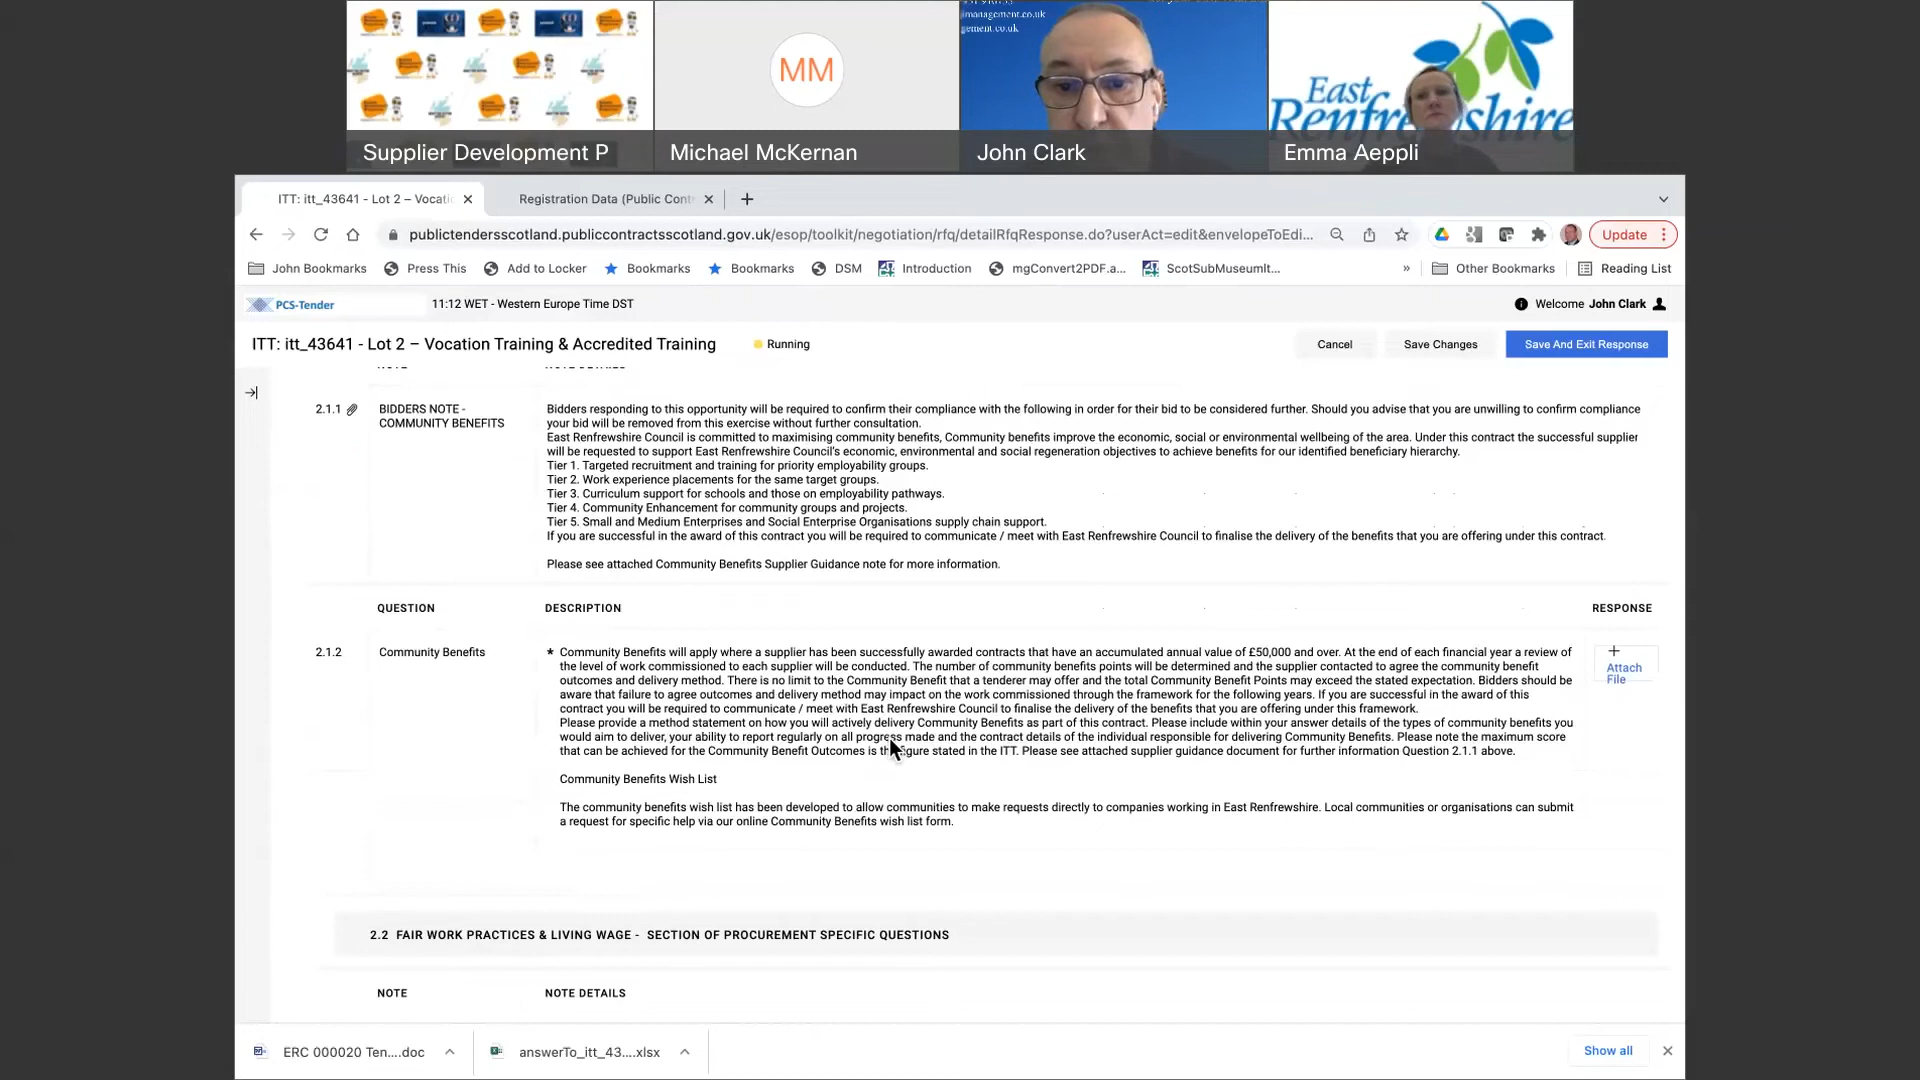 imanagement.co.uk
gement.co.uk
MM
East
Renfrewshire
Supplier Development P
Michael McKernan
John Clark
Emma Aeppli
ITT: itt_43641 - Lot 2 – Vocati
Registration Data (Public Cont
publictendersscotland.publiccontractsscotland.gov.uk/esop/toolkit/negotiation/rfq/detailRfqResponse.do?userAct=edit&envelopeToEdi...
Update
John Bookmarks
Press This
Add to Locker
Bookmarks
Bookmarks
DSM
Introduction
mgConvert2PDF.a...
ScotSubMuseumIt...
»
Other Bookmarks
Reading List
PCS-Tender
11:12 WET - Western Europe Time DST
Welcome John Clark
ITT: itt_43641 - Lot 2 – Vocation Training & Accredited Training
Running
Cancel
Save Changes
Save And Exit Response
2.1.1
BIDDERS NOTE -
COMMUNITY BENEFITS
Bidders responding to this opportunity will be required to confirm their compliance with the following in order for their bid to be considered further. Should you advise that you are unwilling to confirm compliance
your bid will be removed from this exercise without further consultation.
East Renfrewshire Council is committed to maximising community benefits, Community benefits improve the economic, social or environmental wellbeing of the area. Under this contract the successful supplier
will be requested to support East Renfrewshire Council's economic, environmental and social regeneration objectives to achieve benefits for our identified beneficiary hierarchy.
Tier 1. Targeted recruitment and training for priority employability groups.
Tier 2. Work experience placements for the same target groups.
Tier 3. Curriculum support for schools and those on employability pathways.
Tier 4. Community Enhancement for community groups and projects.
Tier 5. Small and Medium Enterprises and Social Enterprise Organisations supply chain support.
If you are successful in the award of this contract you will be required to communicate / meet with East Renfrewshire Council to finalise the delivery of the benefits that you are offering under this contract.
Please see attached Community Benefits Supplier Guidance note for more information.
QUESTION
DESCRIPTION
RESPONSE
2.1.2
Community Benefits
* Community Benefits will apply where a supplier has been successfully awarded contracts that have an accumulated annual value of £50,000 and over. At the end of each financial year a review of
the level of work commissioned to each supplier will be conducted. The number of community benefits points will be determined and the supplier contacted to agree the community benefit
outcomes and delivery method. There is no limit to the Community Benefit that a tenderer may offer and the total Community Benefit Points may exceed the stated expectation. Bidders should be
aware that failure to agree outcomes and delivery method may impact on the work commissioned through the framework for the following years. If you are successful in the award of this
contract you will be required to communicate / meet with East Renfrewshire Council to finalise the delivery of the benefits that you are offering under this framework.
Please provide a method statement on how you will actively delivery Community Benefits as part of this contract. Please include within your answer details of the types of community benefits you
would aim to deliver, your ability to report regularly on all progress made and the contract details of the individual responsible for delivering Community Benefits. Please note the maximum score
that can be achieved for the Community Benefit Outcomes is the figure stated in the ITT. Please see attached supplier guidance document for further information Question 2.1.1 above.
+
Attach
File
Community Benefits Wish List
The community benefits wish list has been developed to allow communities to make requests directly to companies working in East Renfrewshire. Local communities or organisations can submit
a request for specific help via our online Community Benefits wish list form.
2.2 FAIR WORK PRACTICES & LIVING WAGE - SECTION OF PROCUREMENT SPECIFIC QUESTIONS
NOTE
NOTE DETAILS
ERC 000020 Ten....doc
answerTo_itt_43....xlsx
Show all